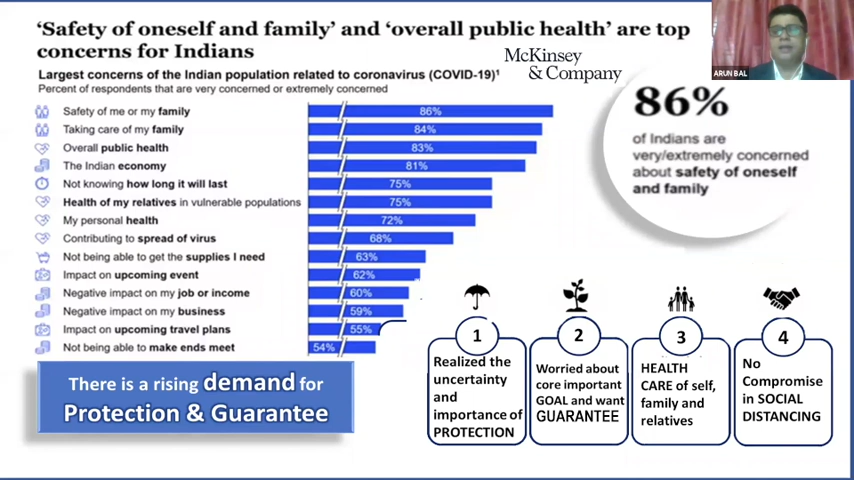 ‘Safety of oneself and family’ and ‘overall public health’ are top
concerns for Indians
McKinsey
& Company
ARUN BAL
Largest concerns of the Indian population related to coronavirus (COVID-19)¹
Percent of respondents that are very concerned or extremely concerned
Safety of me or my family 86%
Taking care of my family 84%
Overall public health 83%
The Indian economy 81%
Not knowing how long it will last 75%
Health of my relatives in vulnerable populations 75%
My personal health 72%
Contributing to spread of virus 68%
Not being able to get the supplies I need 63%
Impact on upcoming event 62%
Negative impact on my job or income 60%
Negative impact on my business 59%
Impact on upcoming travel plans 55%
Not being able to make ends meet 54%
86%
of Indians are
very/extremely concerned
about safety of oneself
and family
There is a rising demand for
Protection & Guarantee
1
Realized the
uncertainty
and
importance of
PROTECTION
2
Worried about
core important
GOAL and want
GUARANTEE
3
HEALTH
CARE of self,
family and
relatives
4
No
Compromise
in SOCIAL
DISTANCING